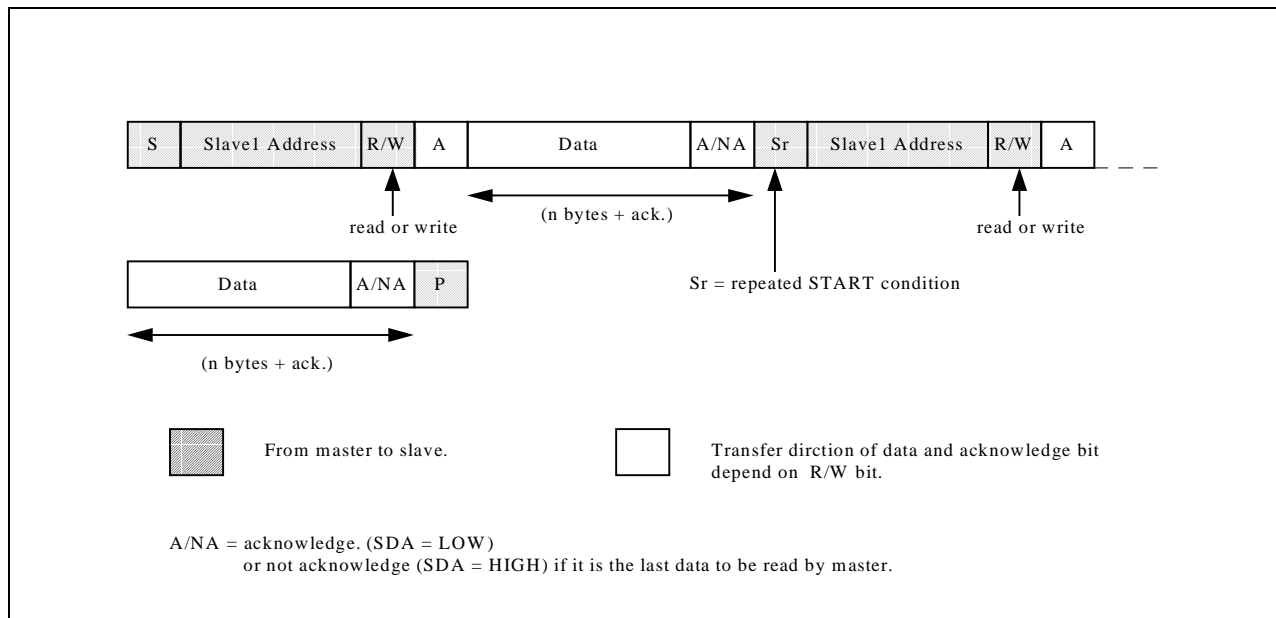 S Slave1 Address R/W A Data A/NA Sr Slave1 Address R/W A
(n bytes + ack.)
read or write read or write
Data A/NA P
Sr = repeated START condition
(n bytes + ack.)
From master to slave.
Transfer dirction of data and acknowledge bit
depend on R/W bit.
A/NA = acknowledge. (SDA = LOW)
or not acknowledge (SDA = HIGH) if it is the last data to be read by master.